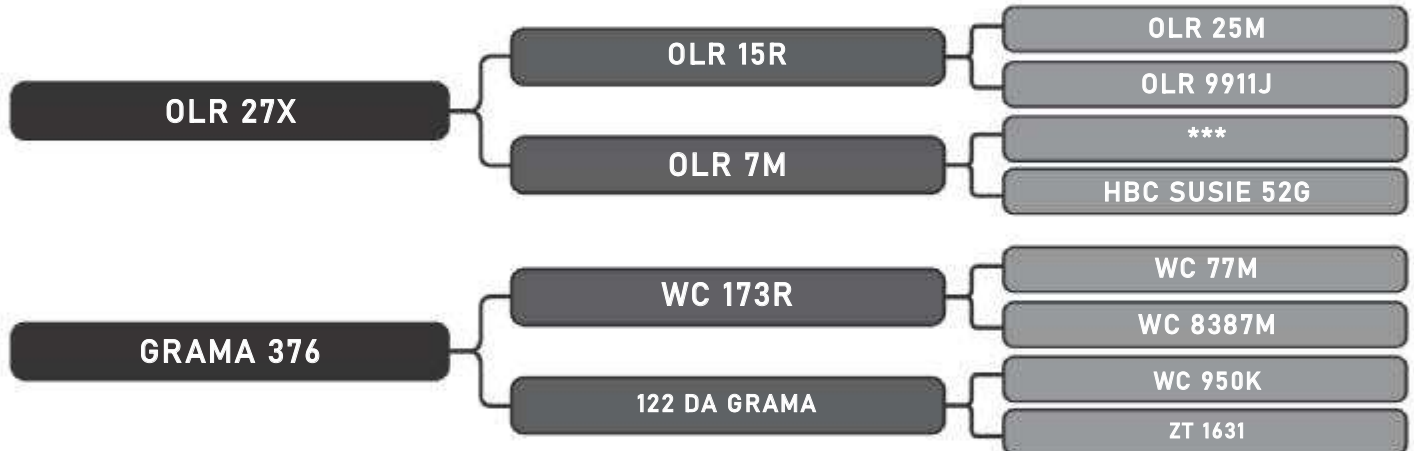 OLR 27X
OLR 15R
OLR 25M
OLR 9911J
OLR 7M
***
HBC SUSIE 52G
GRAMA 376
WC 173R
WC 77M
WC 8387M
122 DA GRAMA
WC 950K
ZT 1631